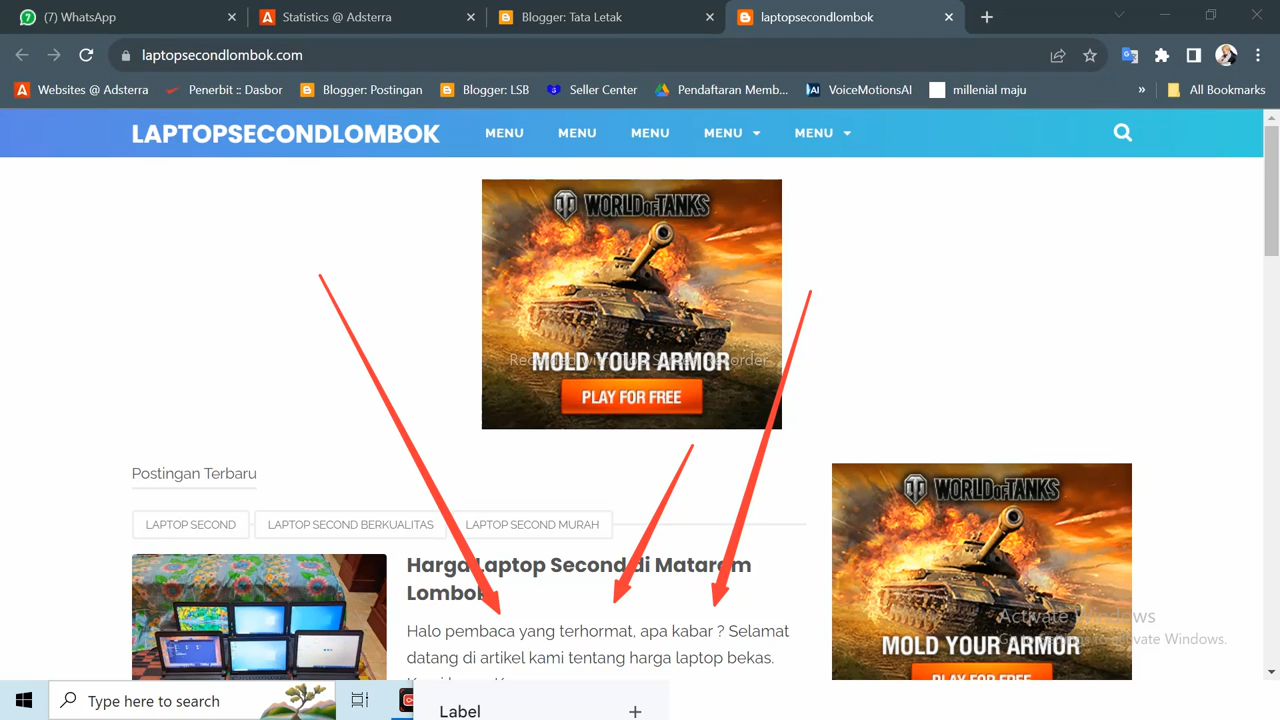 (7) WhatsApp
Statistics @ Adsterra
Blogger: Tata Letak
laptopsecondlombok
laptopsecondlombok.com
Websites @ Adsterra
Penerbit :: Dasbor
Blogger: Postingan
Blogger: LSB
Seller Center
Pendaftaran Memb...
VoiceMotionsAI
millenial maju
»
All Bookmarks
LAPTOPSECONDLOMBOK
MENU
MENU
MENU
MENU
MENU
WORLD OF TANKS
MOLD YOUR ARMOR
PLAY FOR FREE
Postingan Terbaru
LAPTOP SECOND
LAPTOP SECOND BERKUALITAS
LAPTOP SECOND MURAH
Harga Laptop Second di Mataram
Lombok
Halo pembaca yang terhormat, apa kabar ? Selamat
datang di artikel kami tentang harga laptop bekas.
WORLD OF TANKS
MOLD YOUR ARMOR
PLAY FOR FREE
Activate Windows
Type here to search
Label